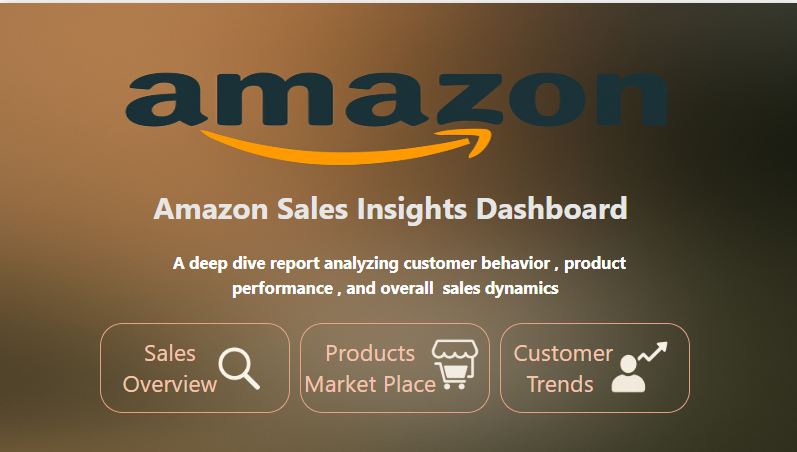 amazon
Amazon Sales Insights Dashboard
A deep dive report analyzing customer behavior , product
performance , and overall  sales dynamics
Sales
Overview
Products
Market Place
Customer
Trends